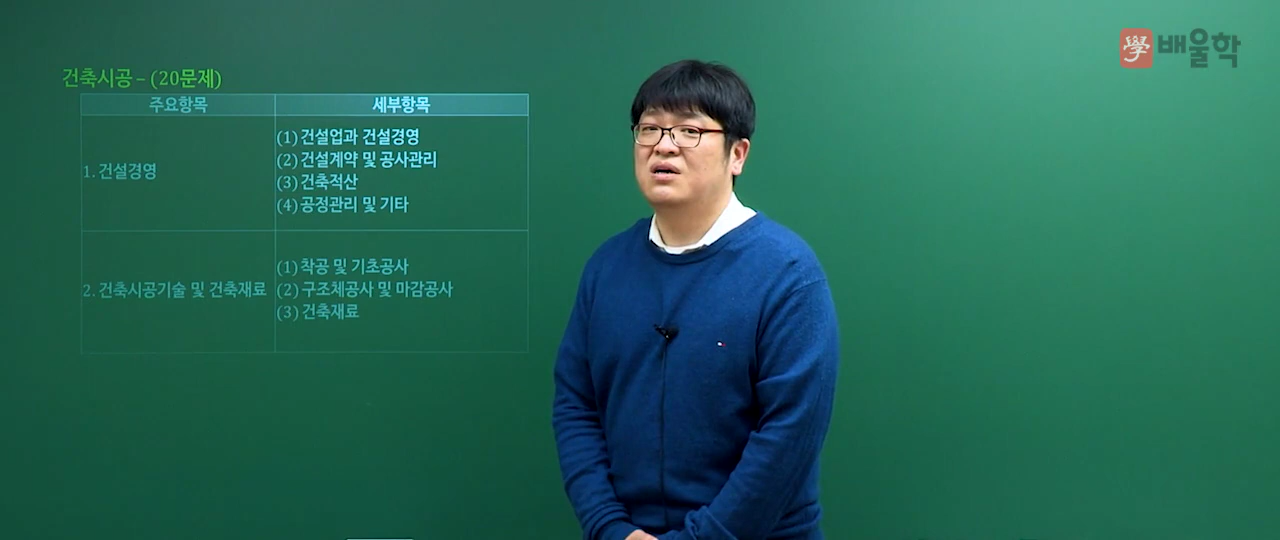 學 배울학
건축시공 – (20문제)
주요항목 세부항목
1. 건설경영
(1) 건설업과 건설경영
(2) 건설계약 및 공사관리
(3) 건축적산
(4) 공정관리 및 기타
2. 건축시공기술 및 건축재료
(1) 착공 및 기초공사
(2) 구조체공사 및 마감공사
(3) 건축재료